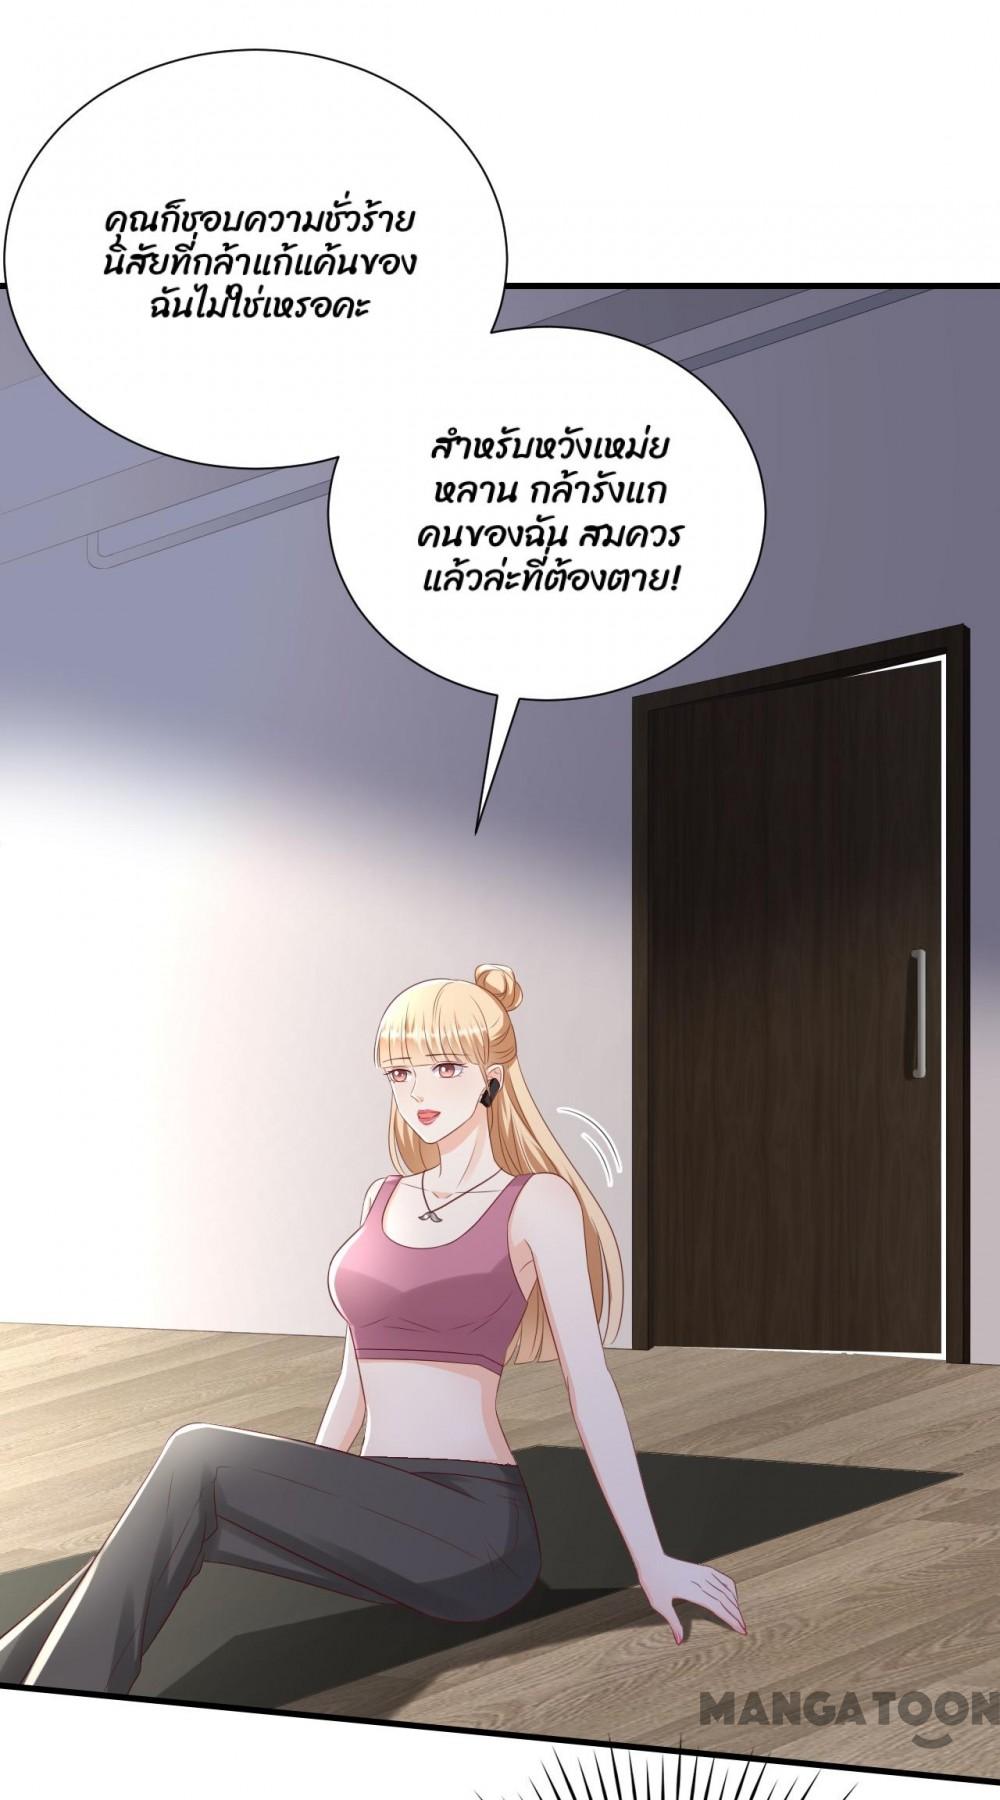 คุณก็ชอบความชั่วร้าย
นิสัยที่กล้าแก้แค้นของ
ฉันไม่ใช่เหรอคะ
สำหรับหวังเหม่ย
หลาน กล้ารังแก
คนของฉัน สมควร
แล้วล่ะที่ต้องตาย!
MANGATOON